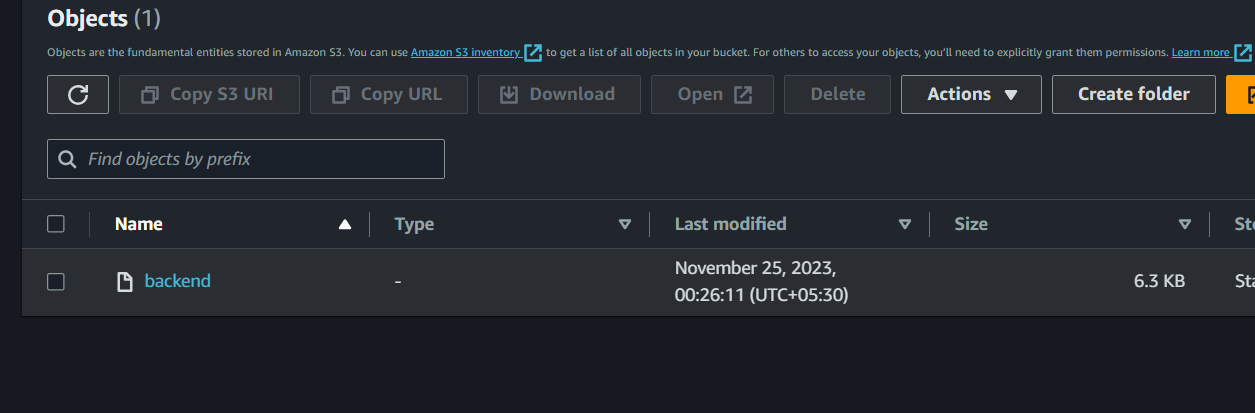 Objects (1)
Objects are the fundamental entities stored in Amazon S3. You can use Amazon S3 inventory to get a list of all objects in your bucket. For others to access your objects, you'll need to explicitly grant them permissions. Learn more
Copy S3 URI Copy URL Download Open Delete Actions Create folder
Find objects by prefix
Name Type Last modified Size
backend - November 25, 2023, 6.3 KB
00:26:11 (UTC+05:30)